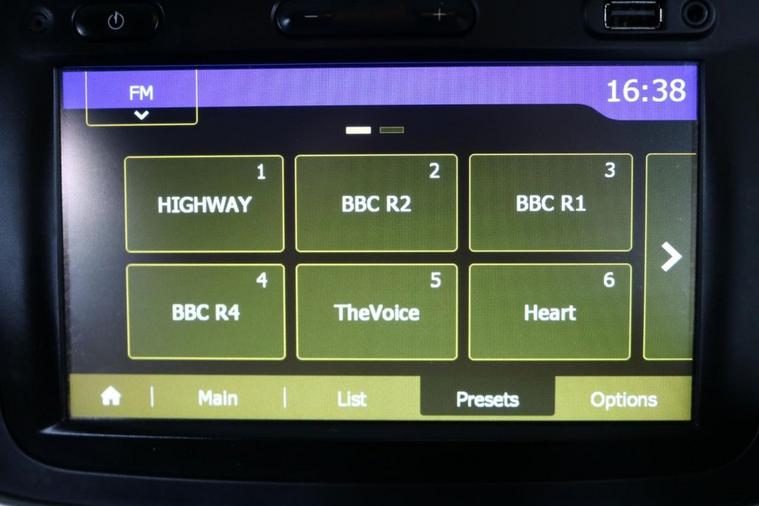 FM
16:38
1
HIGHWAY
2
BBC R2
3
BBC R1
4
BBC R4
5
TheVoice
6
Heart
Main
List
Presets
Options